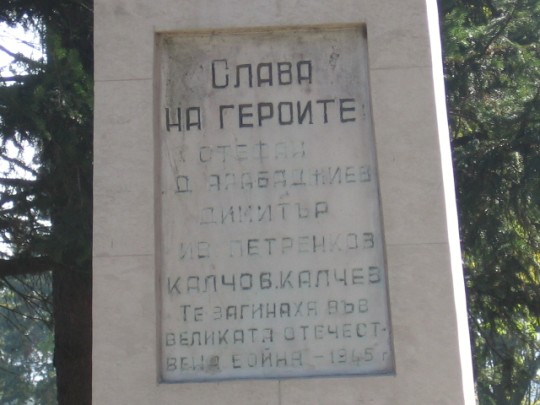 СЛАВА
НА ГЕРОИТЕ
СТЕФАН
Д. АРАБАДЖИЕВ
ДИМИТЪР
ИВ. ПЕТРЕНКОВ
КАЛЧО В. КАЛЧЕВ
ТЕ ЗАГИНАХА ВЪВ
ВЕЛИКАТА ОТЕЧЕСТ-
ВЕНА ВОЙНА - 1945 г.